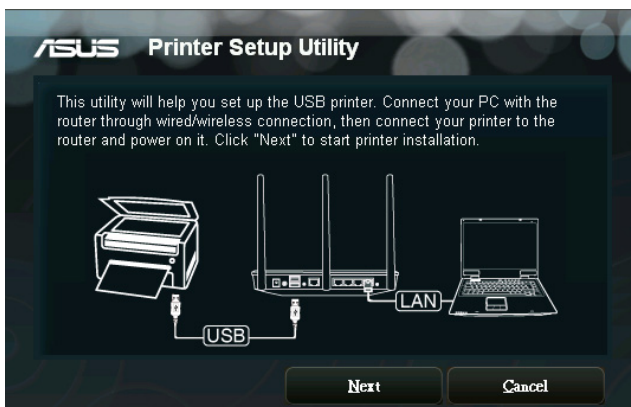 ASUS Printer Setup Utility
This utility will help you set up the USB printer. Connect your PC with the
router through wired/wireless connection, then connect your printer to the
router and power on it. Click "Next" to start printer installation.
LAN
USB
Next Cancel